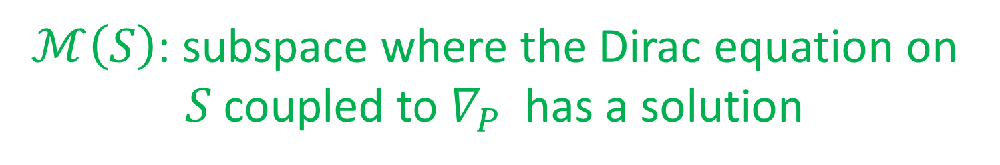 ℳ(S): subspace where the Dirac equation on
S coupled to ∇_P has a solution